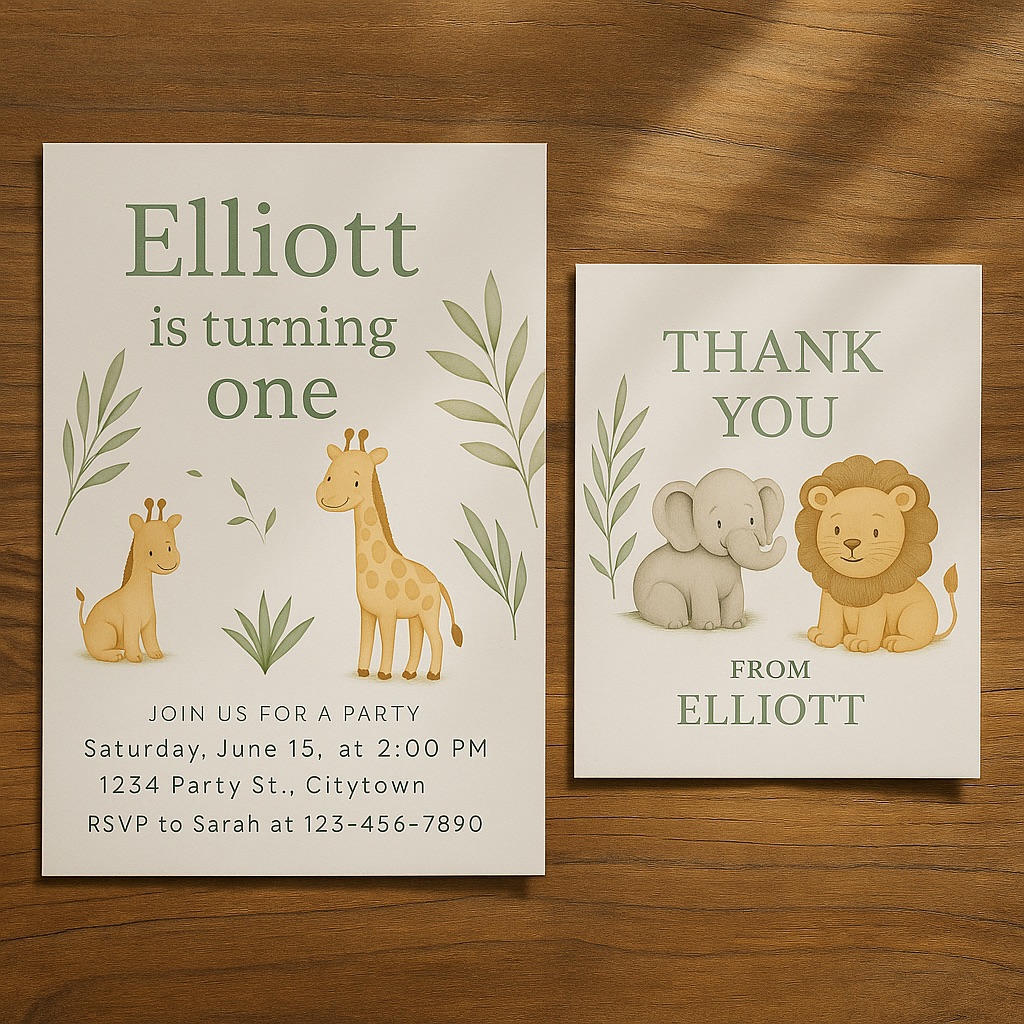 Elliott
is turning
one
JOIN US FOR A PARTY
Saturday, June 15, at 2:00 PM
1234 Party St., Citytown
RSVP to Sarah at 123-456-7890
THANK
YOU
FROM
ELLIOTT